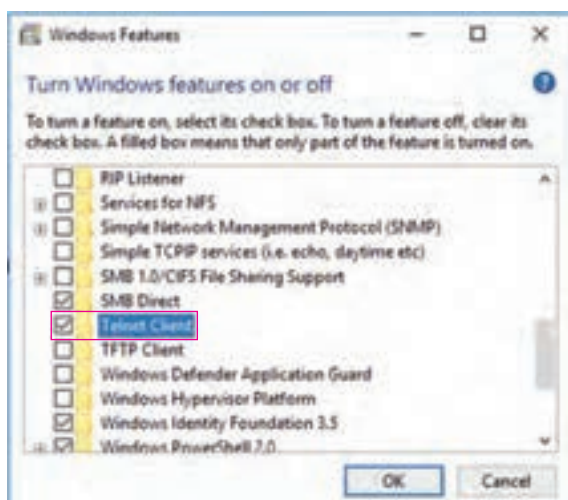 Windows Features
Turn Windows features on or off
To turn a feature on, select its check box. To turn a feature off, clear its
check box. A filled box means that only part of the feature is turned on.
RIP Listener
Services for NFS
Simple Network Management Protocol (SNMP)
Simple TCPIP services (i.e. echo, daytime etc)
SMB 1.0/CIFS File Sharing Support
SMB Direct
Telnet Client
TFTP Client
Windows Defender Application Guard
Windows Hypervisor Platform
Windows Identity Foundation 3.5
Windows PowerShell 2.0
OK Cancel